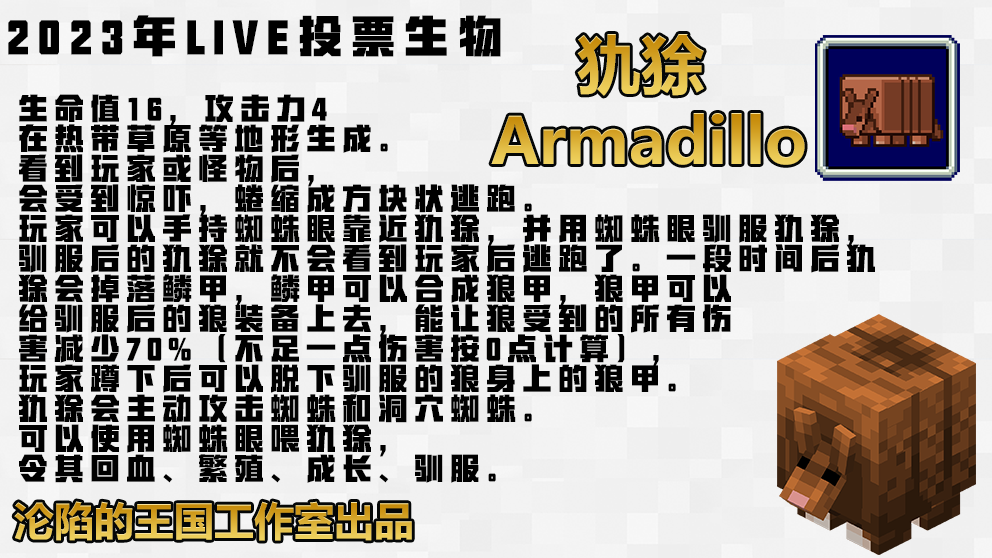 2023年LIVE投票生物
犰狳
Armadillo
生命值16，攻击力4
在热带草原等地形生成。
看到玩家或怪物后，
会受到惊吓，蜷缩成方块状逃跑。
玩家可以手持蜘蛛眼靠近犰狳，并用蜘蛛眼驯服犰狳，
驯服后的犰狳就不会看到玩家后逃跑了。一段时间后犰
狳会掉落鳞甲，鳞甲可以合成狼甲，狼甲可以
给驯服后的狼装备上去，能让狼受到的所有伤
害减少70%（不足一点伤害按0点计算），
玩家蹲下后可以脱下驯服的狼身上的狼甲。
犰狳会主动攻击蜘蛛和洞穴蜘蛛。
可以使用蜘蛛眼喂犰狳，
令其回血、繁殖、成长、驯服。
沦陷的王国工作室出品